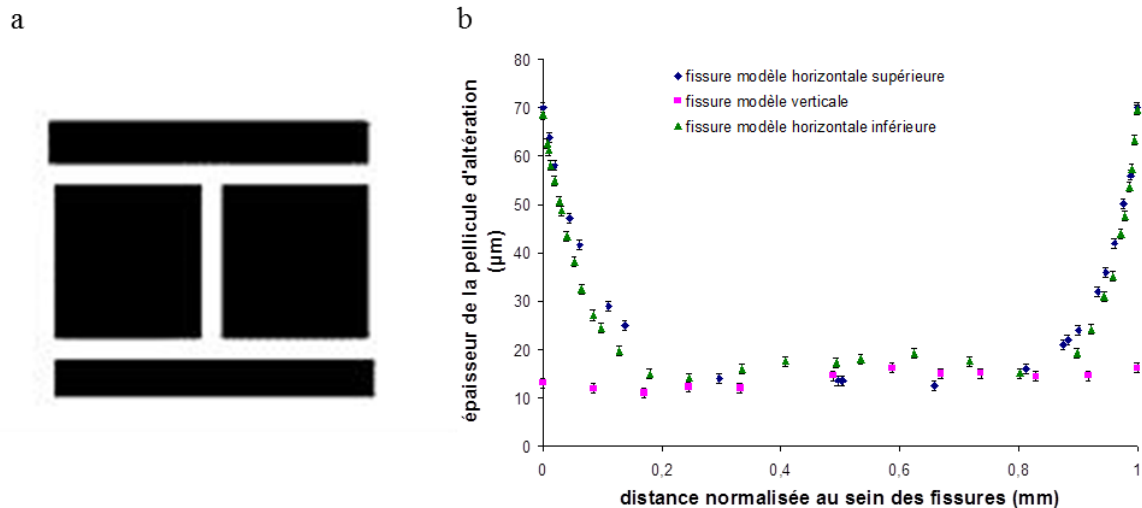 a
b
80
70
60
50
40
30
20
10
0
épaisseur de la pellicule d'altération
(µm)
fissure modèle horizontale supérieure
fissure modèle verticale
fissure modèle horizontale inférieure
0
0,2
0,4
0,6
0,8
1
distance normalisée au sein des fissures (mm)